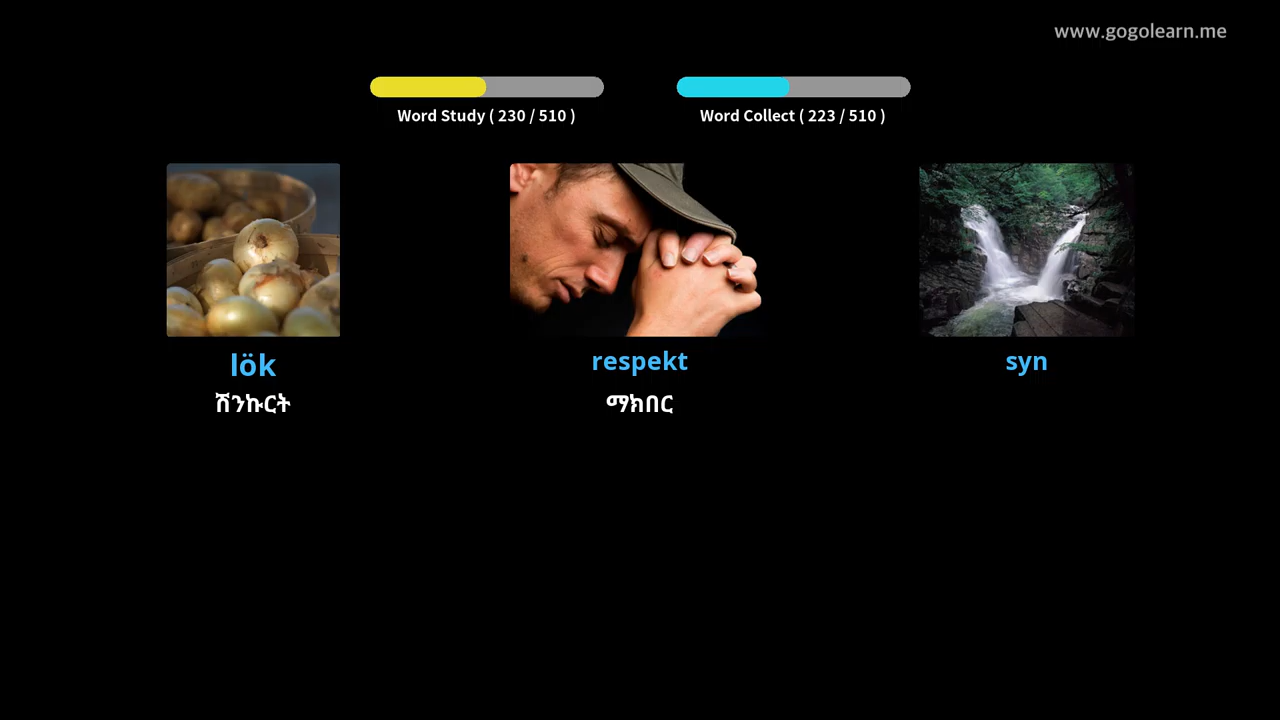 www.gogolearn.me
Word Study ( 230 / 510 )
Word Collect ( 223 / 510 )
lök
respekt
syn
ሽንኩርት
ማክበር